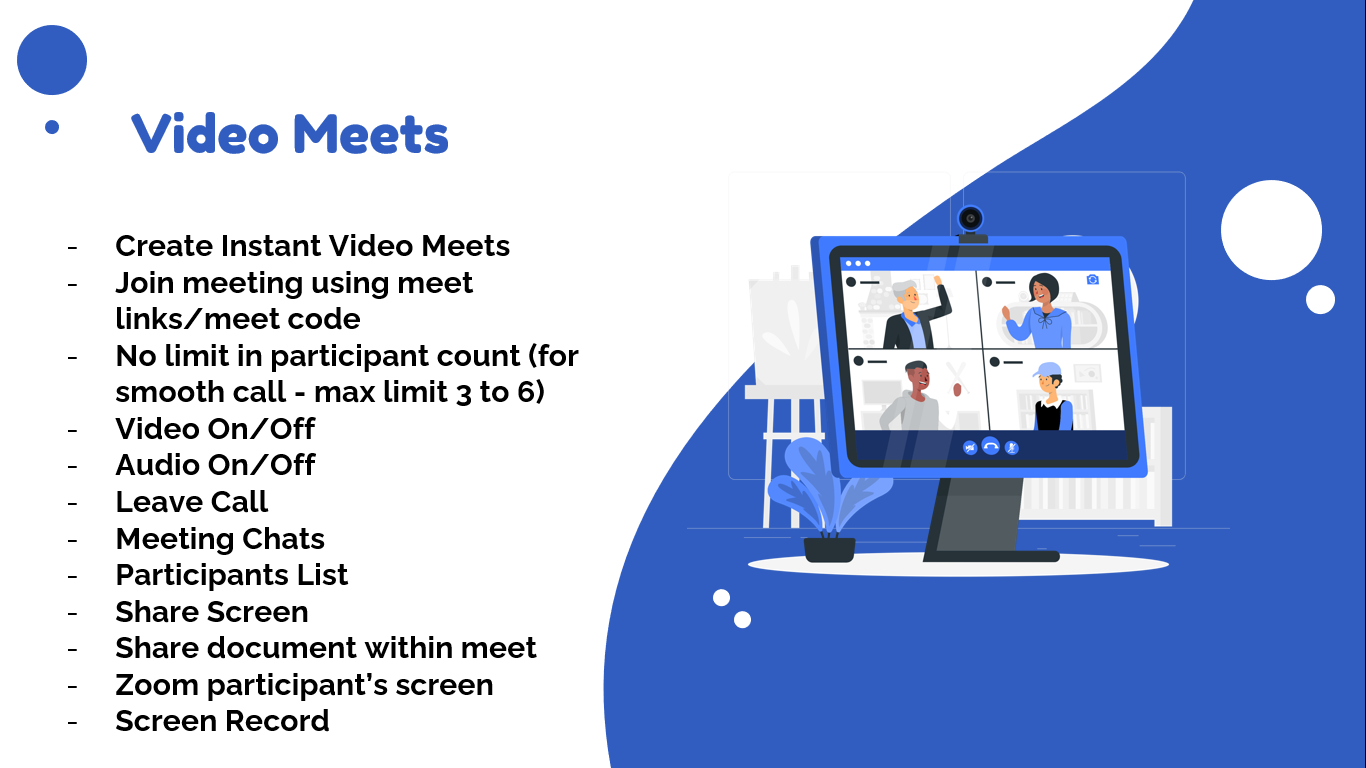 Video Meets
- Create Instant Video Meets
- Join meeting using meet
links/meet code
- No limit in participant count (for
smooth call - max limit 3 to 6)
- Video On/Off
- Audio On/Off
- Leave Call
- Meeting Chats
- Participants List
- Share Screen
- Share document within meet
- Zoom participant’s screen
- Screen Record